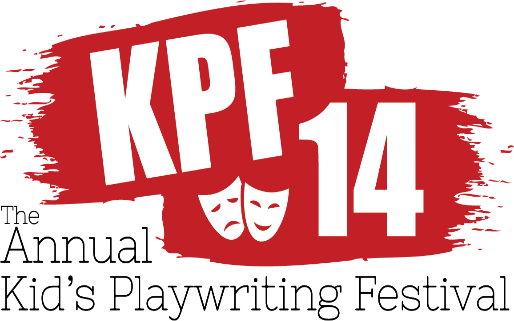 KPF
14
The
Annual
Kid's Playwriting Festival